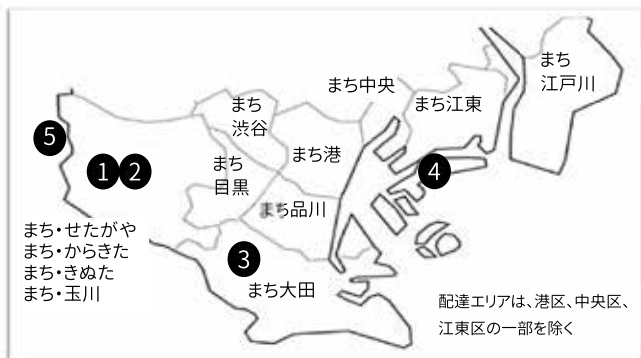 まち中央
まち
江戸川
まち江東
まち
渋谷
まち港
まち
目黒
まち品川
まち大田
5
1
2
3
4
まち・せたがや
まち・からきた
まち・きぬた
まち・玉川
配達エリアは、港区、中央区、
江東区の一部を除く